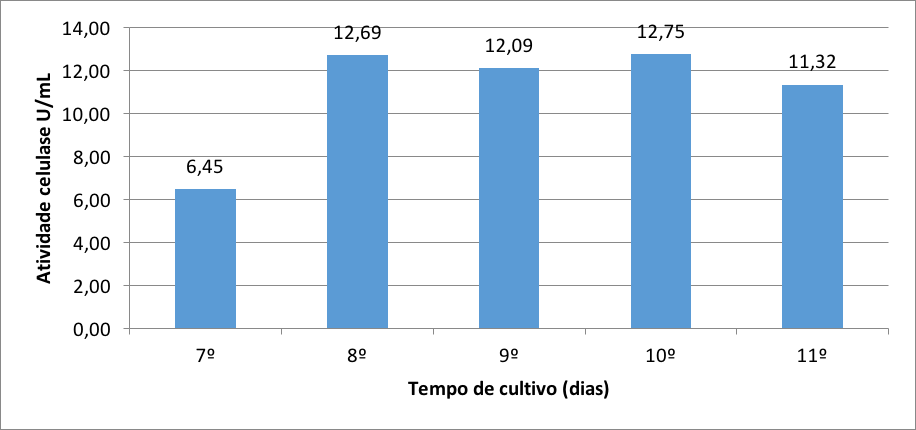 Atividade celulase U/mL
14,00
12,00
10,00
8,00
6,00
4,00
2,00
0,00
6,45
12,69
12,09
12,75
11,32
7º
8º
9º
10º
11º
Tempo de cultivo (dias)